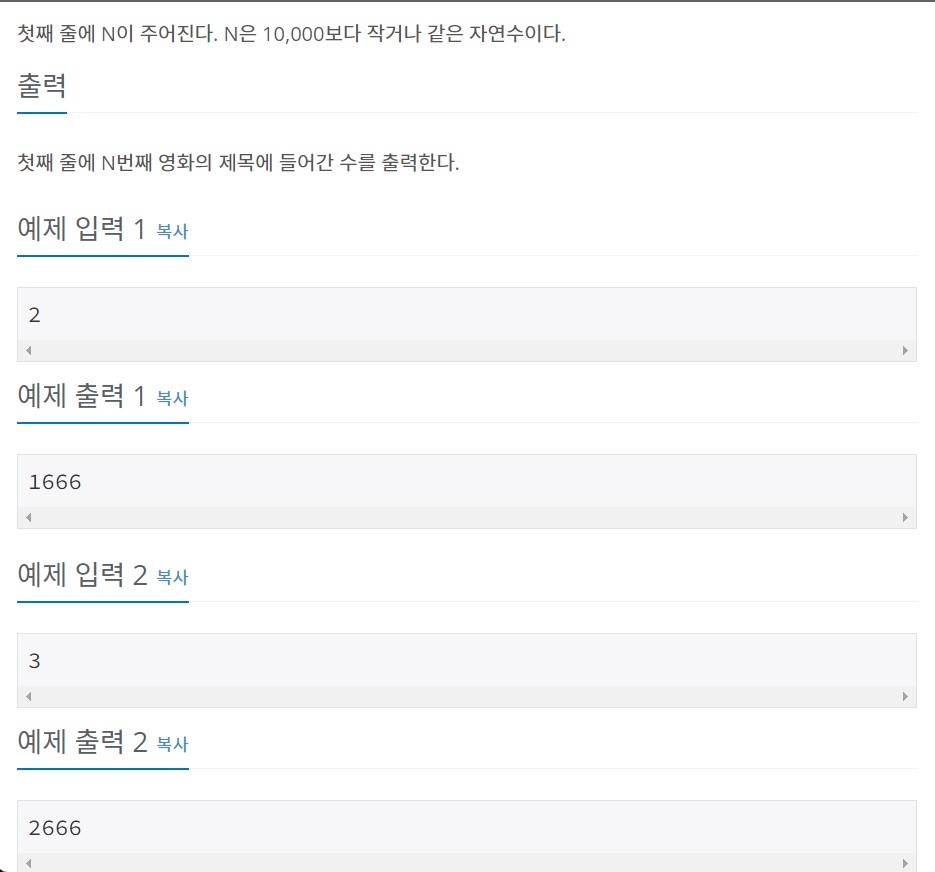 첫째 줄에 N이 주어진다. N은 10,000보다 작거나 같은 자연수이다.
출력
첫째 줄에 N번째 영화의 제목에 들어간 수를 출력한다.
예제 입력 1 복사
2
예제 출력 1 복사
1666
예제 입력 2 복사
3
예제 출력 2 복사
2666